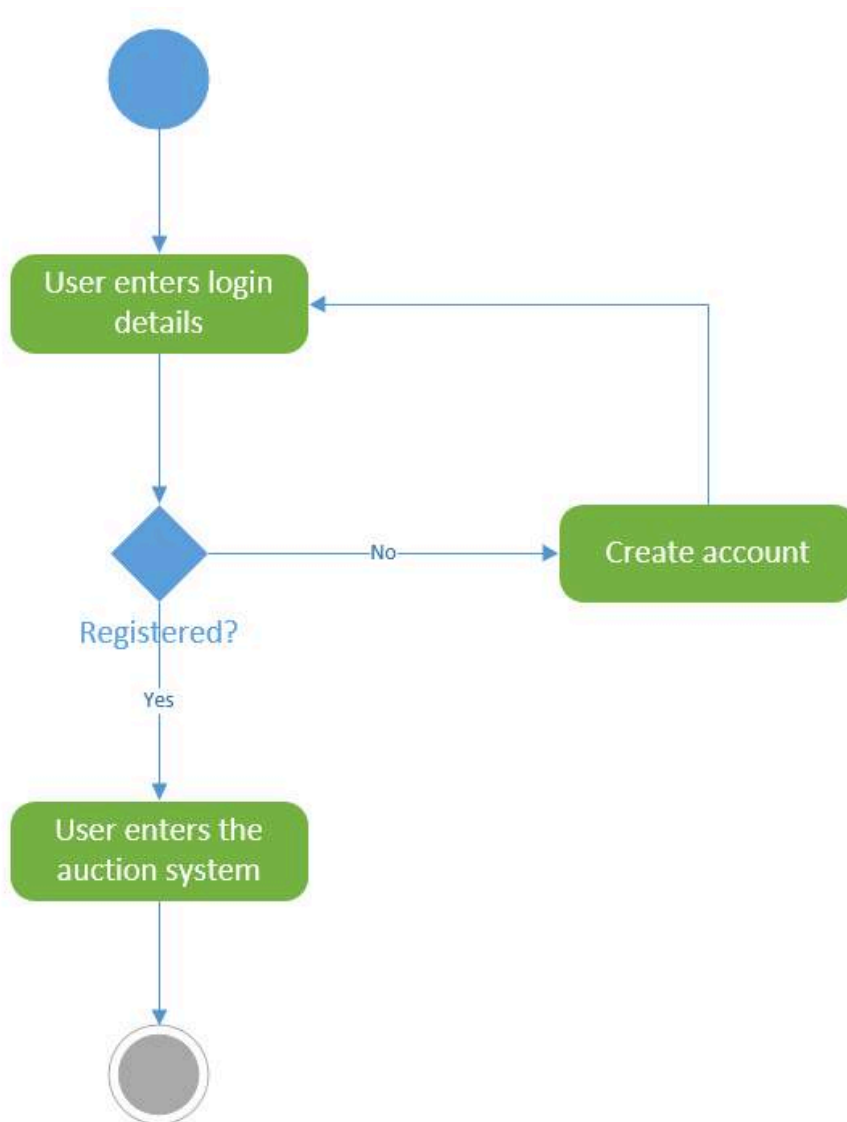 User enters login
details
No
Create account
Registered?
Yes
User enters the
auction system